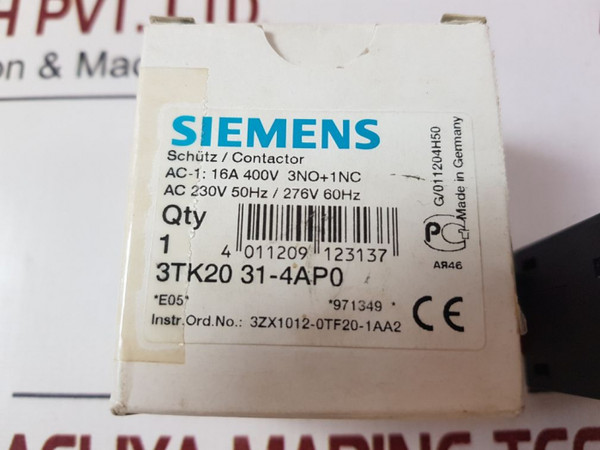 H PVT. LTD
on & Mac
SIEMENS
Schütz / Contactor
AC-1: 16A 400V 3NO+1NC
AC 230V 50Hz / 276V 60Hz
Qty
1
4 011209 123137
3TK20 31-4AP0
*E05* *971349 *
Instr.Ord.No.: 3ZX1012-0TF20-1AA2
G/011204H50
Made in Germany
P
АЯ46
CE